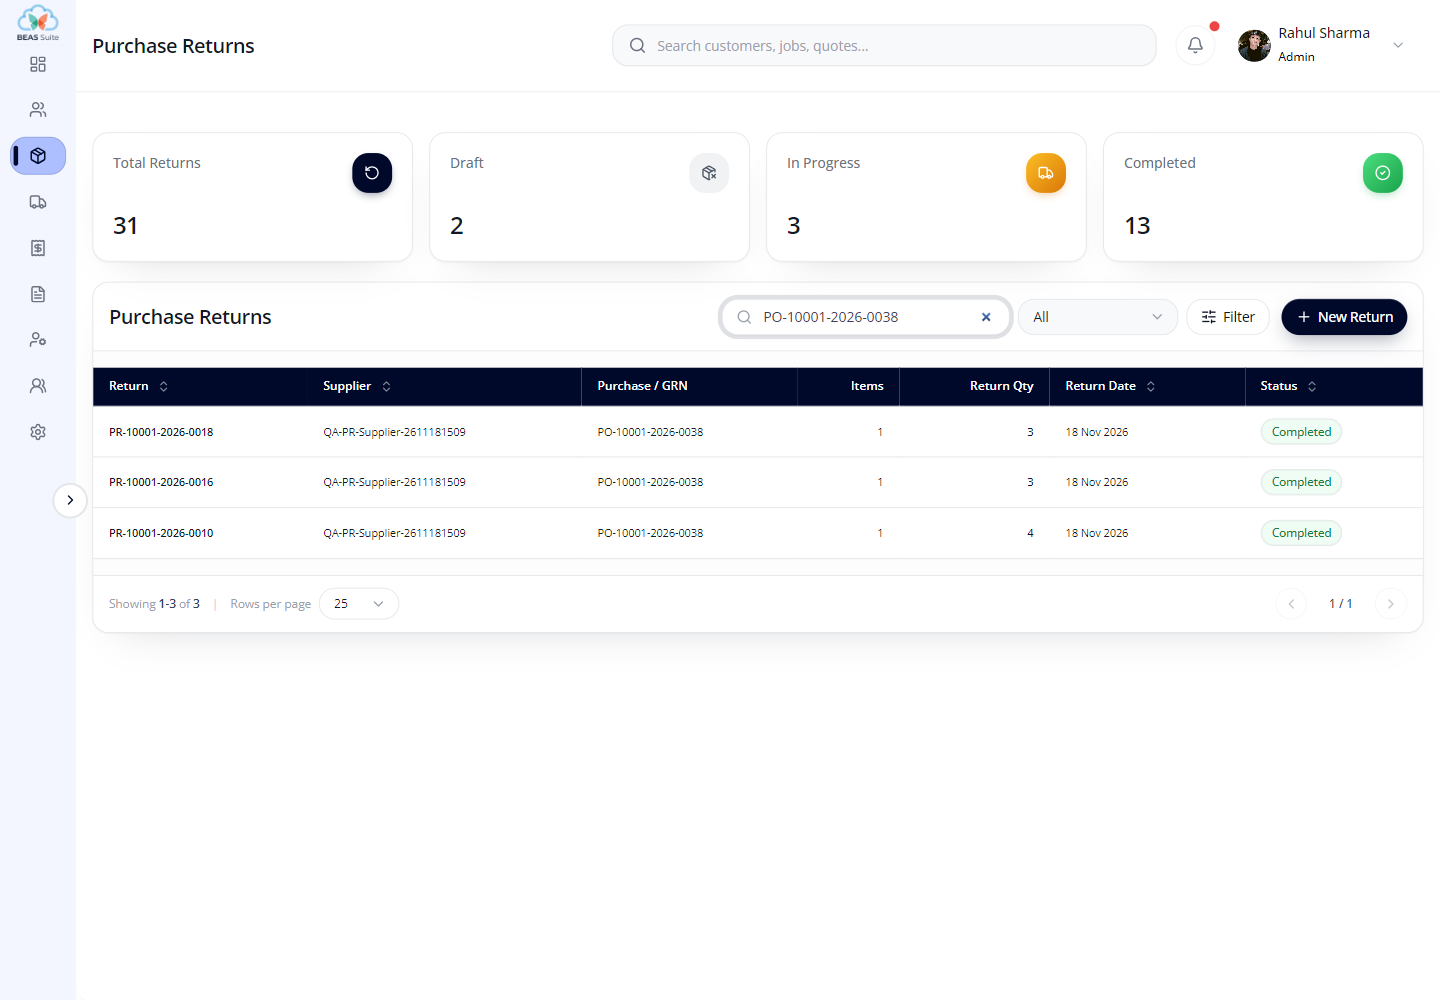 BEAS Suite
Purchase Returns
Search customers, jobs, quotes...
Rahul Sharma
Admin
Total Returns
31
Draft
2
In Progress
3
Completed
13
Purchase Returns
PO-10001-2026-0038
All
Filter
New Return
Return Supplier Purchase / GRN Items Return Qty Return Date Status
PR-10001-2026-0018 QA-PR-Supplier-2611181509 PO-10001-2026-0038 1 3 18 Nov 2026 Completed
PR-10001-2026-0016 QA-PR-Supplier-2611181509 PO-10001-2026-0038 1 3 18 Nov 2026 Completed
PR-10001-2026-0010 QA-PR-Supplier-2611181509 PO-10001-2026-0038 1 4 18 Nov 2026 Completed
Showing 1-3 of 3 | Rows per page 25 1 / 1